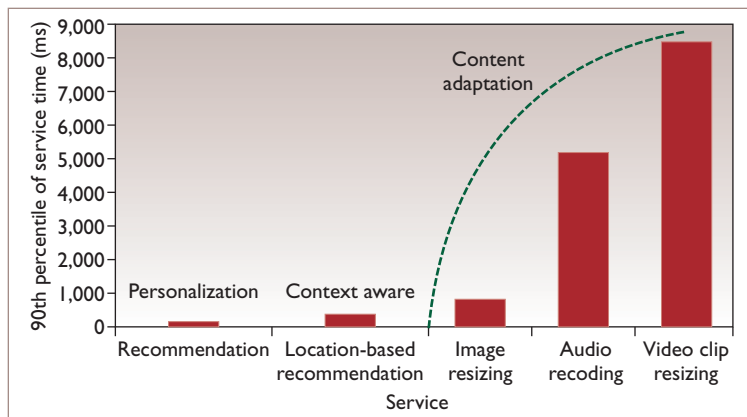 90th percentile of service time (ms)
9,000
8,000
7,000
6,000
5,000
4,000
3,000
2,000
1,000
0
Content
adaptation
Personalization
Context aware
Recommendation
Location-based
recommendation
Image
resizing
Audio
recoding
Video clip
resizing
Service